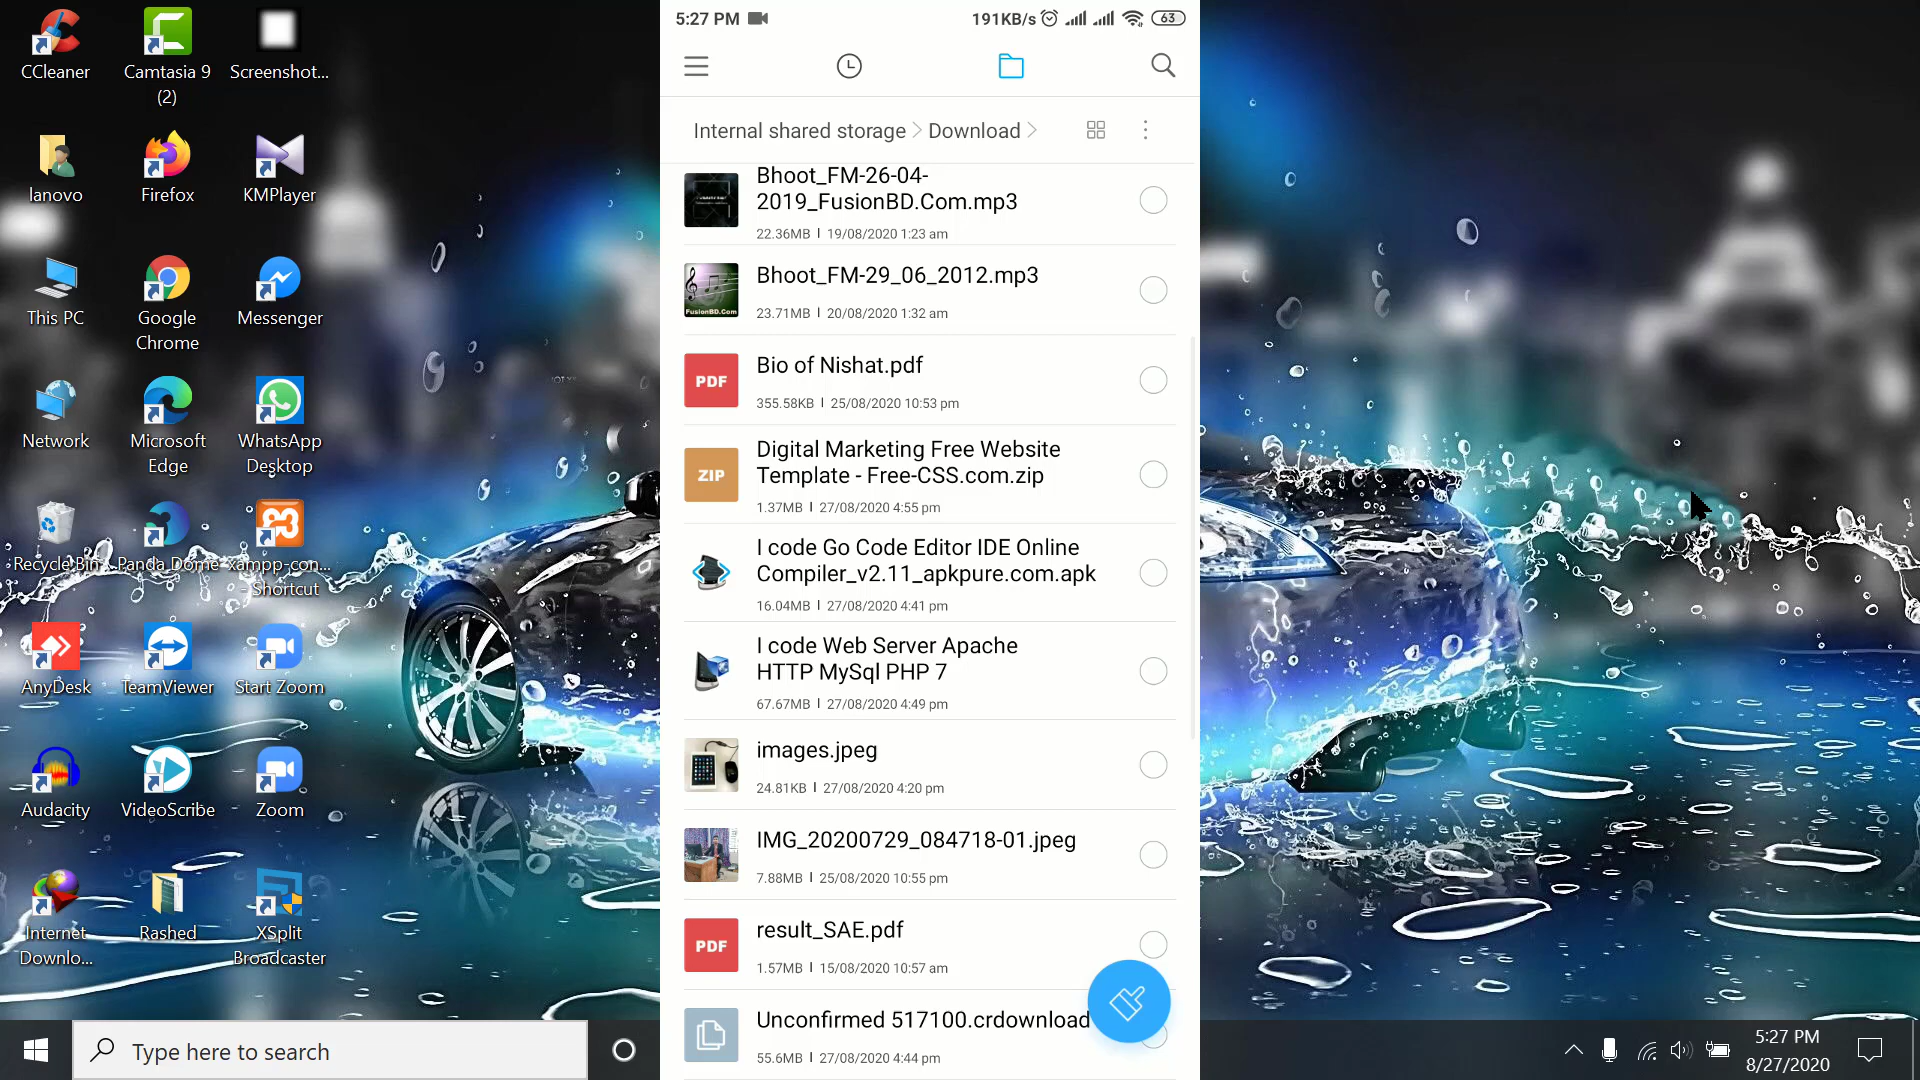 CCleaner
Camtasia 9
(2)
Screenshot...
lanovo
Firefox
KMPlayer
This PC
Google
Chrome
Messenger
Network
Microsoft
Edge
WhatsApp
Desktop
Recycle Bin
Panda Dome
xampp-con...
- Shortcut
AnyDesk
TeamViewer
Start Zoom
Audacity
VideoScribe
Zoom
Internet
Downlo...
Rashed
XSplit
Broadcaster
5:27 PM
191KB/s
63
Internal shared storage
Download
Bhoot_FM-26-04-
2019_FusionBD.Com.mp3
22.36MB | 19/08/2020 1:23 am
FusionBD.Com
Bhoot_FM-29_06_2012.mp3
23.71MB | 20/08/2020 1:32 am
PDF
Bio of Nishat.pdf
355.58KB | 25/08/2020 10:53 pm
ZIP
Digital Marketing Free Website
Template - Free-CSS.com.zip
1.37MB | 27/08/2020 4:55 pm
I code Go Code Editor IDE Online
Compiler_v2.11_apkpure.com.apk
16.04MB | 27/08/2020 4:41 pm
I code Web Server Apache
HTTP MySql PHP 7
67.67MB | 27/08/2020 4:49 pm
images.jpeg
24.81KB | 27/08/2020 4:20 pm
IMG_20200729_084718-01.jpeg
7.88MB | 25/08/2020 10:55 pm
PDF
result_SAE.pdf
1.57MB | 15/08/2020 10:57 am
Unconfirmed 517100.crdownload
55.6MB | 27/08/2020 4:44 pm
Type here to search
5:27 PM
8/27/2020